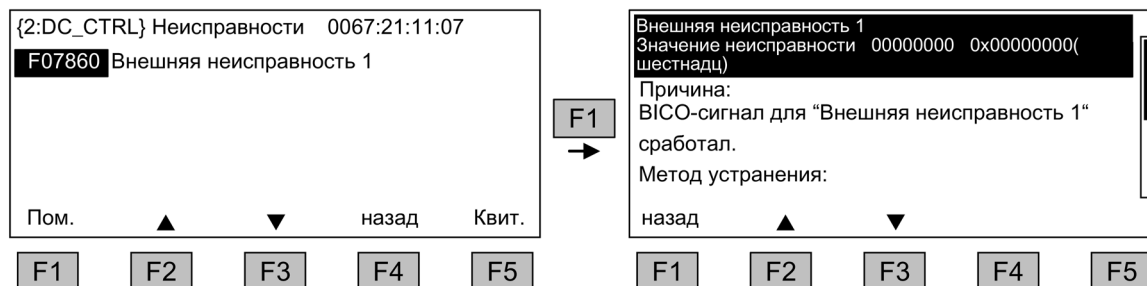 {2:DC_CTRL} Неисправности 0067:21:11:07
F07860 Внешняя неисправность 1
Пом. ▲ ▼ назад Квит.
F1 F2 F3 F4 F5
F1
Внешняя неисправность 1
Значение неисправности 00000000 0x00000000(
шестнадц)
Причина:
BICO-сигнал для “Внешняя неисправность 1“
сработал.
Метод устранения:
назад ▲ ▼
F1 F2 F3 F4 F5